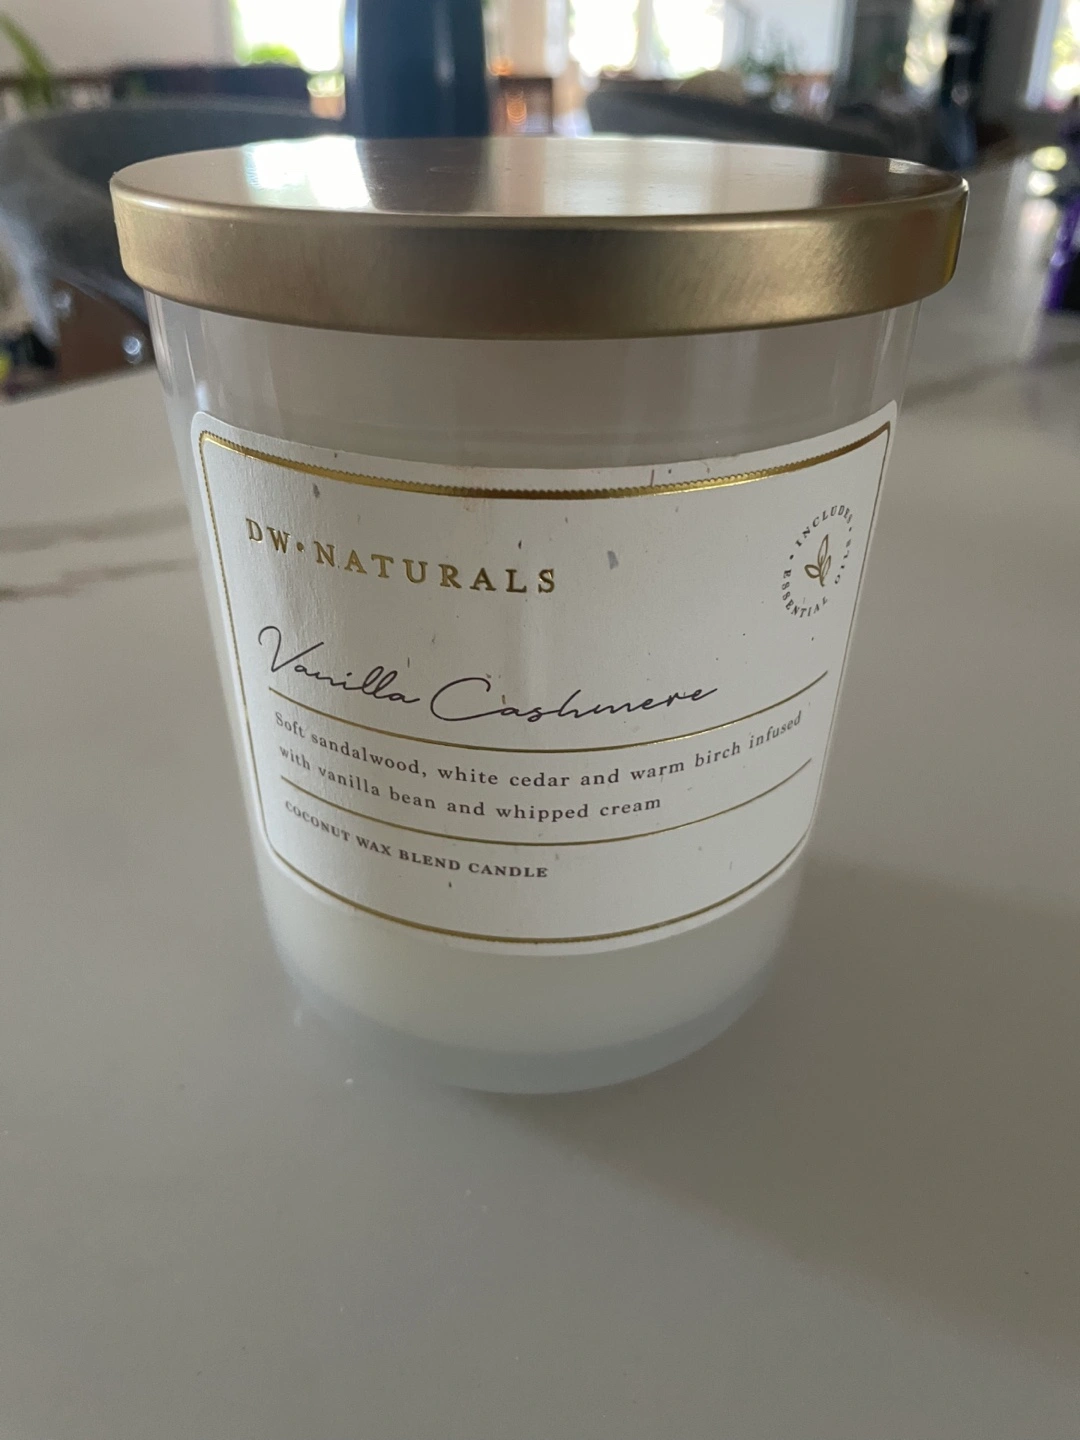 DW•NATURALS
• INCLUDES • ESSENTIAL OILS
Vanilla Cashmere
Soft sandalwood, white cedar and warm birch infused
with vanilla bean and whipped cream
COCONUT WAX BLEND CANDLE